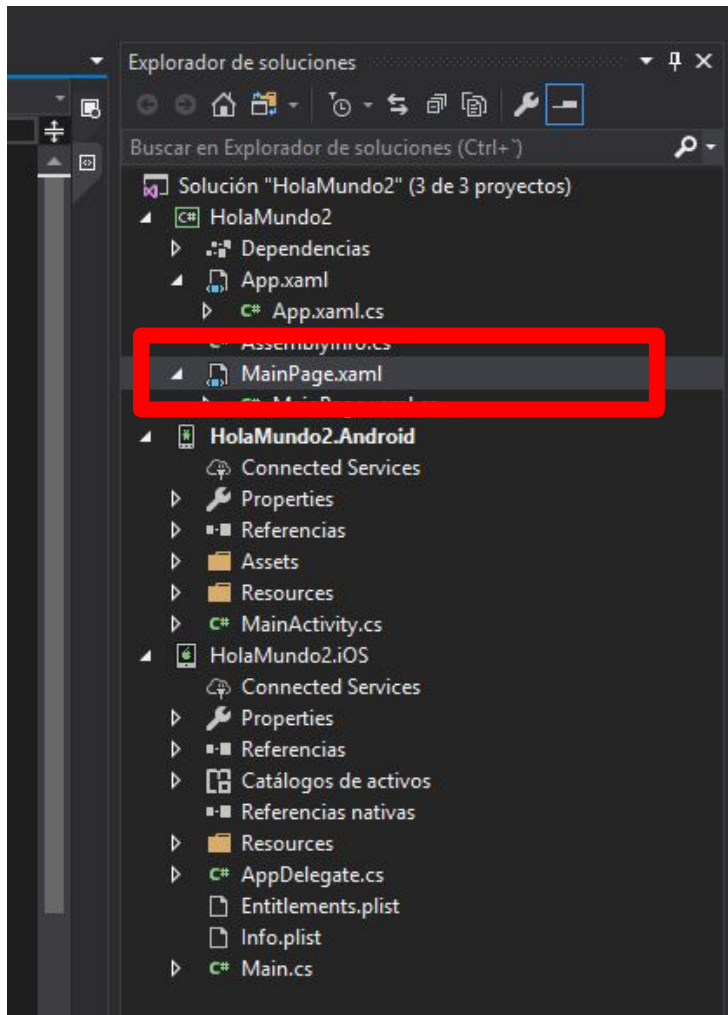 Explorador de soluciones
Buscar en Explorador de soluciones (Ctrl+`)
Solución "HolaMundo2" (3 de 3 proyectos)
C# HolaMundo2
Dependencias
App.xaml
C# App.xaml.cs
C# AssemblyInfo.cs
MainPage.xaml
HolaMundo2.Android
Connected Services
Properties
Referencias
Assets
Resources
C# MainActivity.cs
HolaMundo2.iOS
Connected Services
Properties
Referencias
Catálogos de activos
Referencias nativas
Resources
C# AppDelegate.cs
Entitlements.plist
Info.plist
C# Main.cs